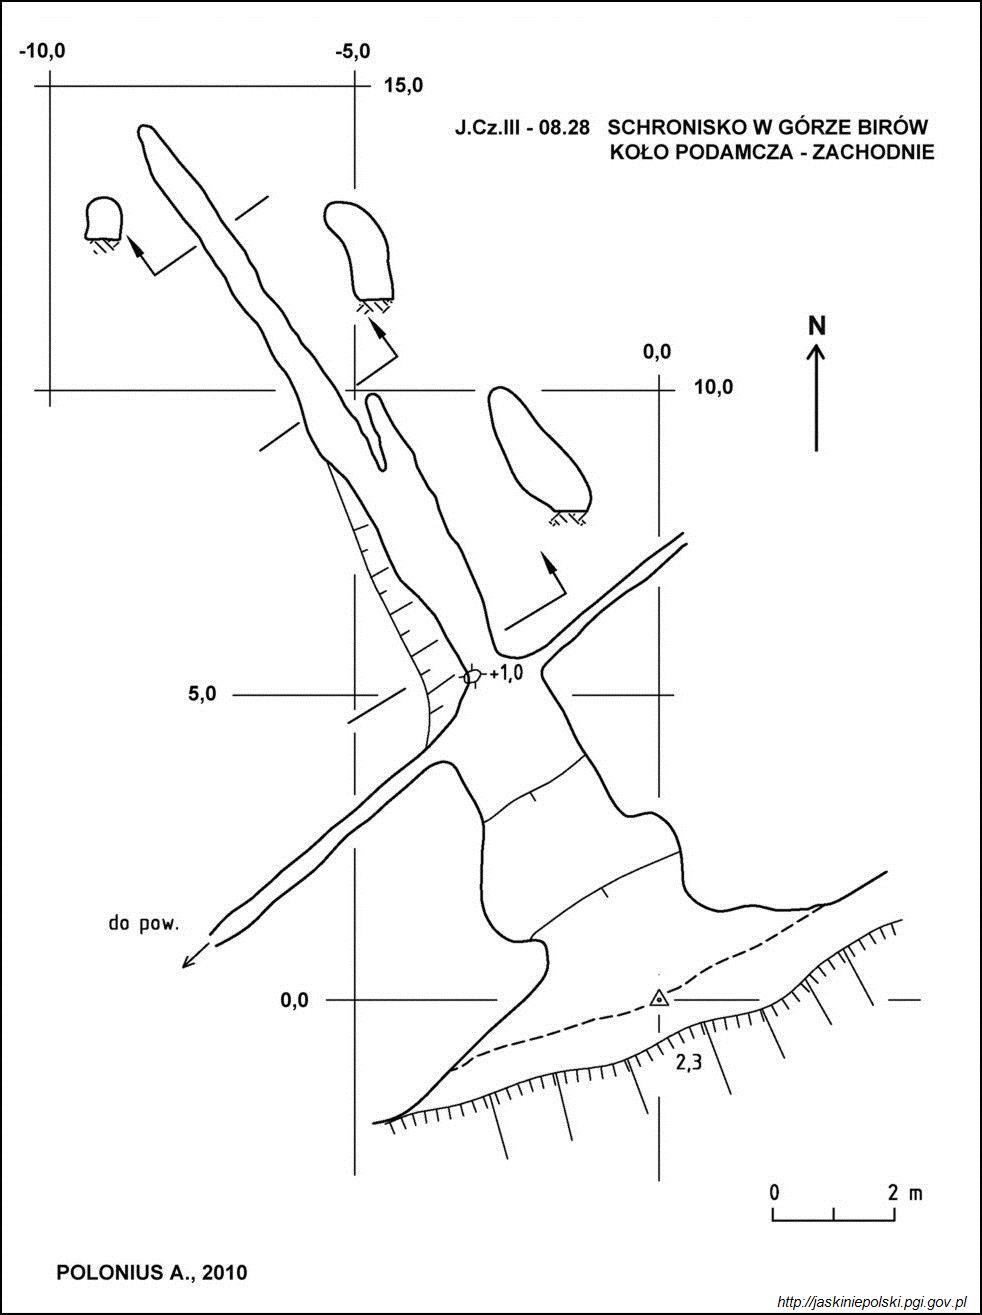 -10,0 -5,0
15,0
J.Cz.III - 08.28 SCHRONISKO W GÓRZE BIRÓW
KOŁO PODAMCZA - ZACHODNIE
N
0,0
10,0
+1,0
5,0
do pow.
0,0
2,3
0 2 m
POLONIUS A., 2010
http://jaskiniepolski.pgi.gov.pl